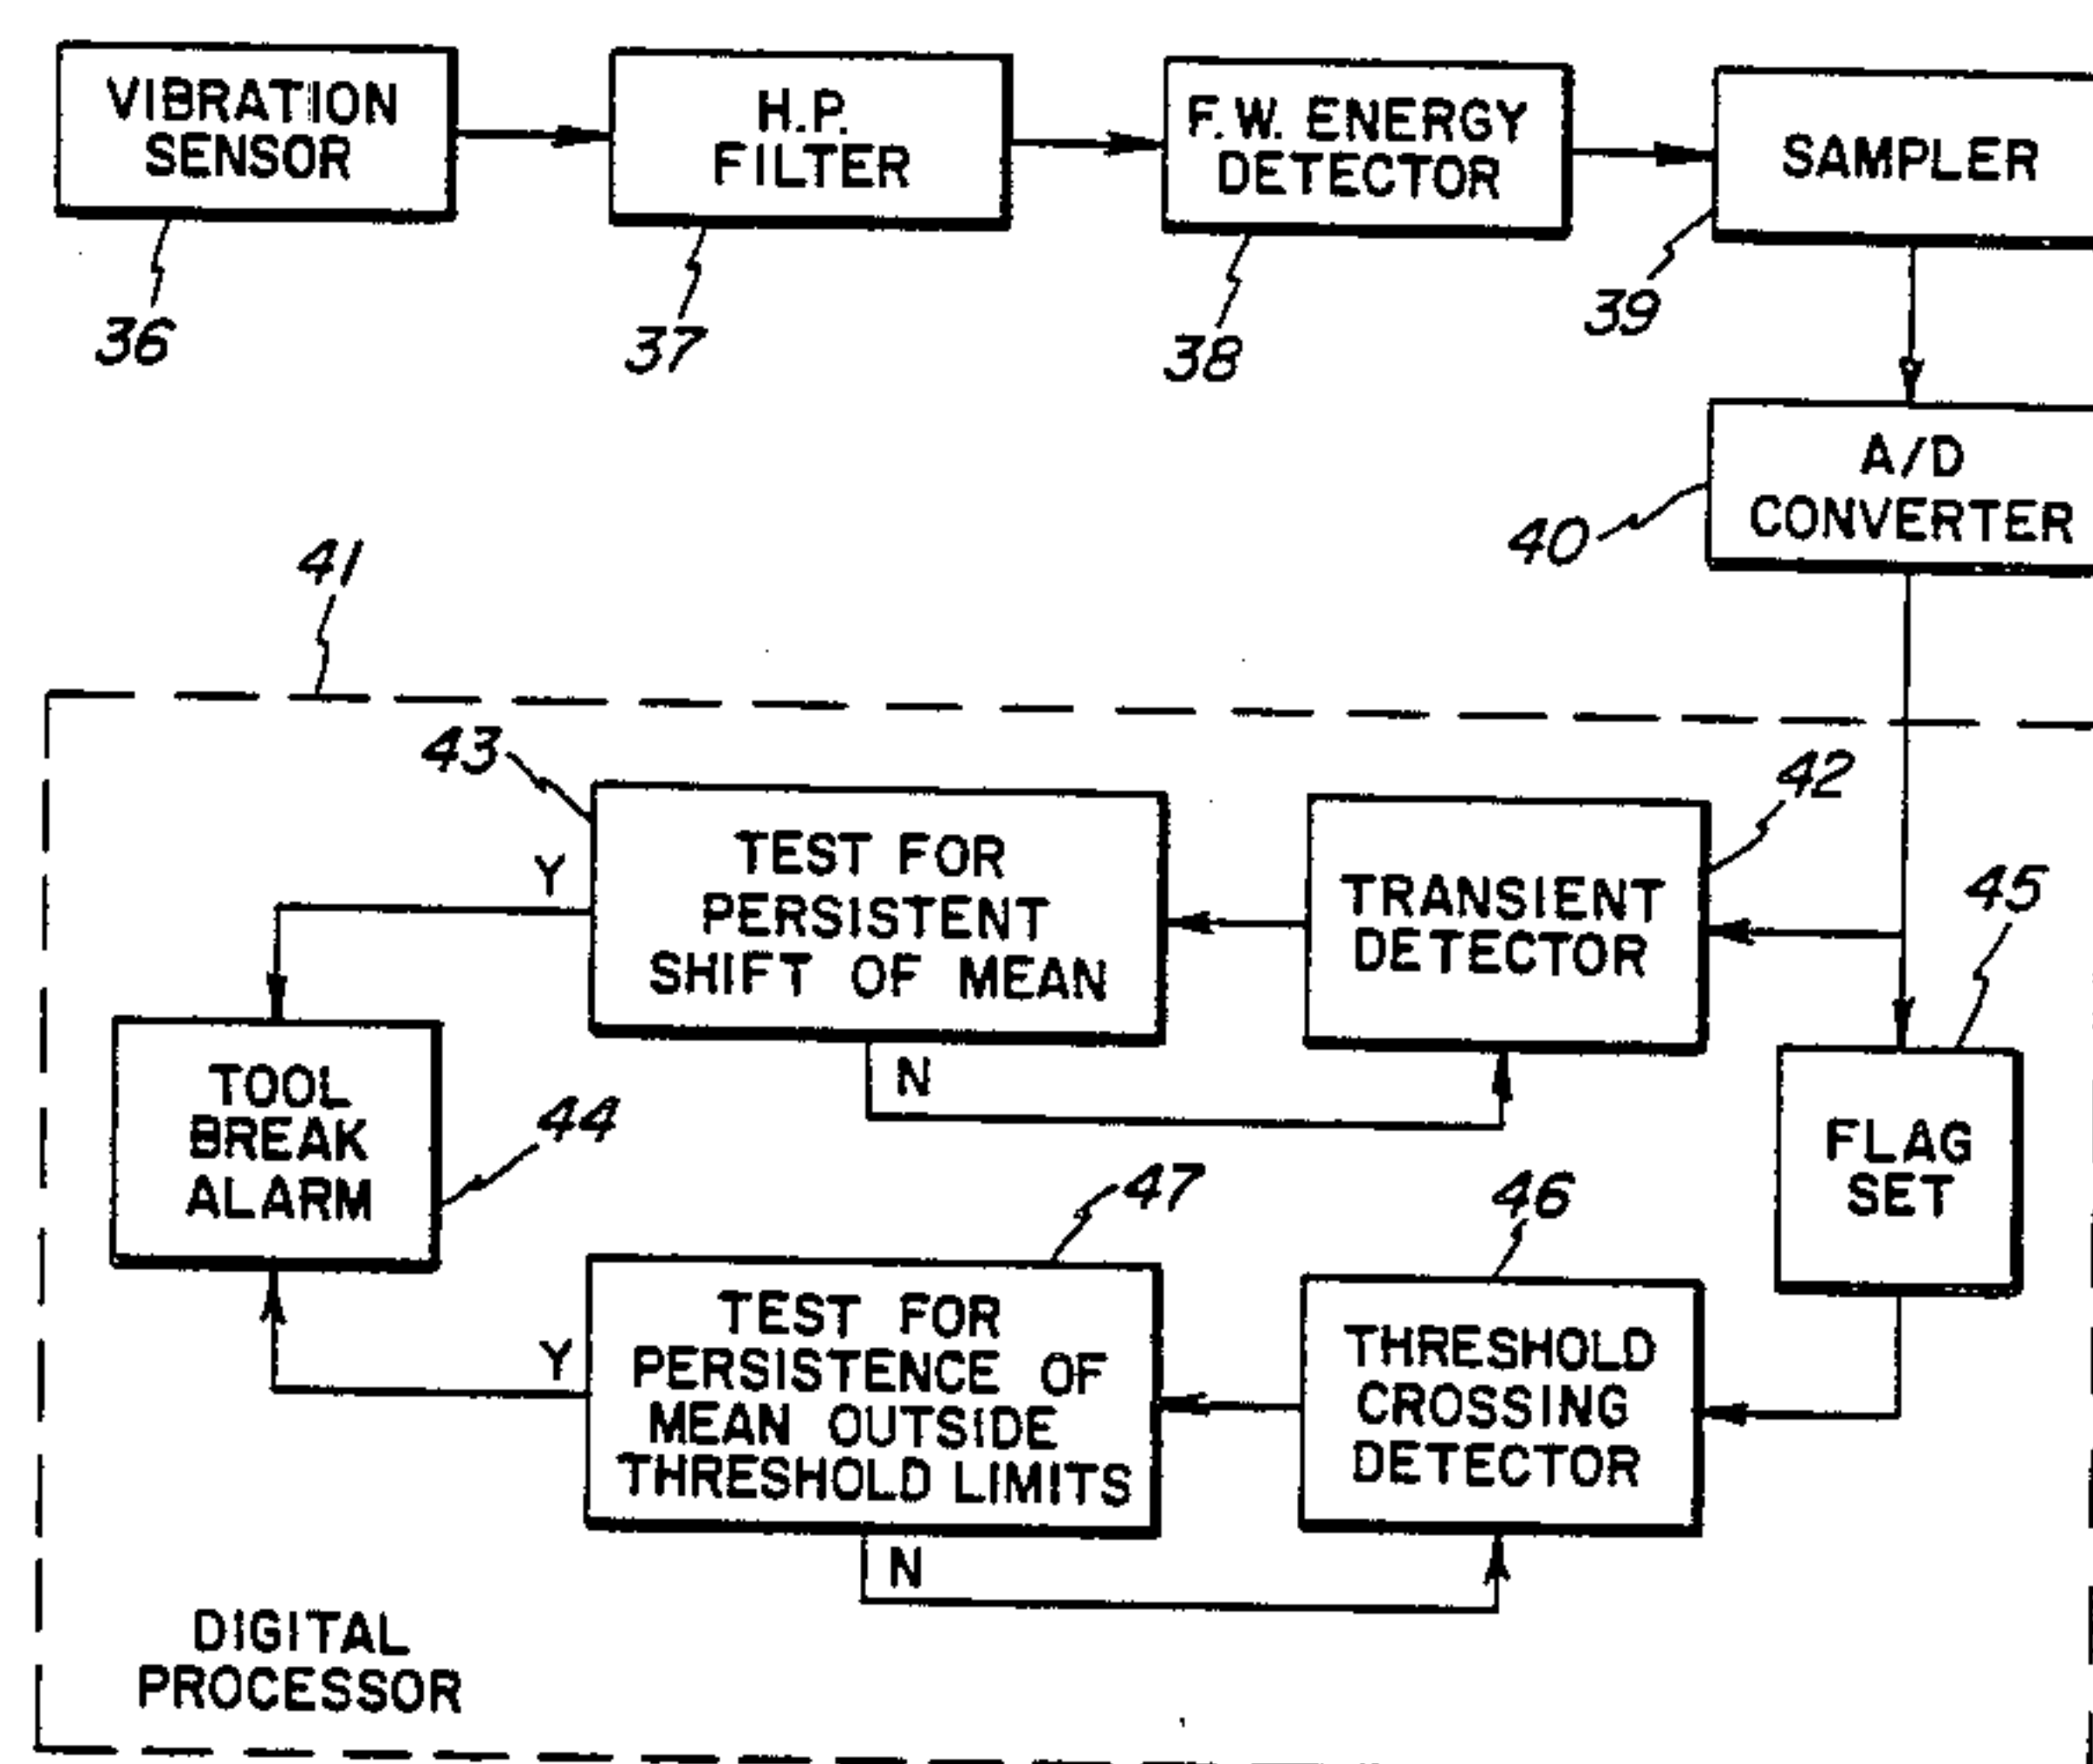 VIBRATION
SENSOR
H.P.
FILTER
F.W. ENERGY
DETECTOR
SAMPLER
36
37
38
39
A/D
CONVERTER
40
41
43
42
TEST FOR
PERSISTENT
SHIFT OF MEAN
TRANSIENT
DETECTOR
45
Y
N
TOOL
BREAK
ALARM
44
FLAG
SET
47
46
TEST FOR
PERSISTENCE OF
MEAN OUTSIDE
THRESHOLD LIMITS
THRESHOLD
CROSSING
DETECTOR
Y
N
DIGITAL
PROCESSOR